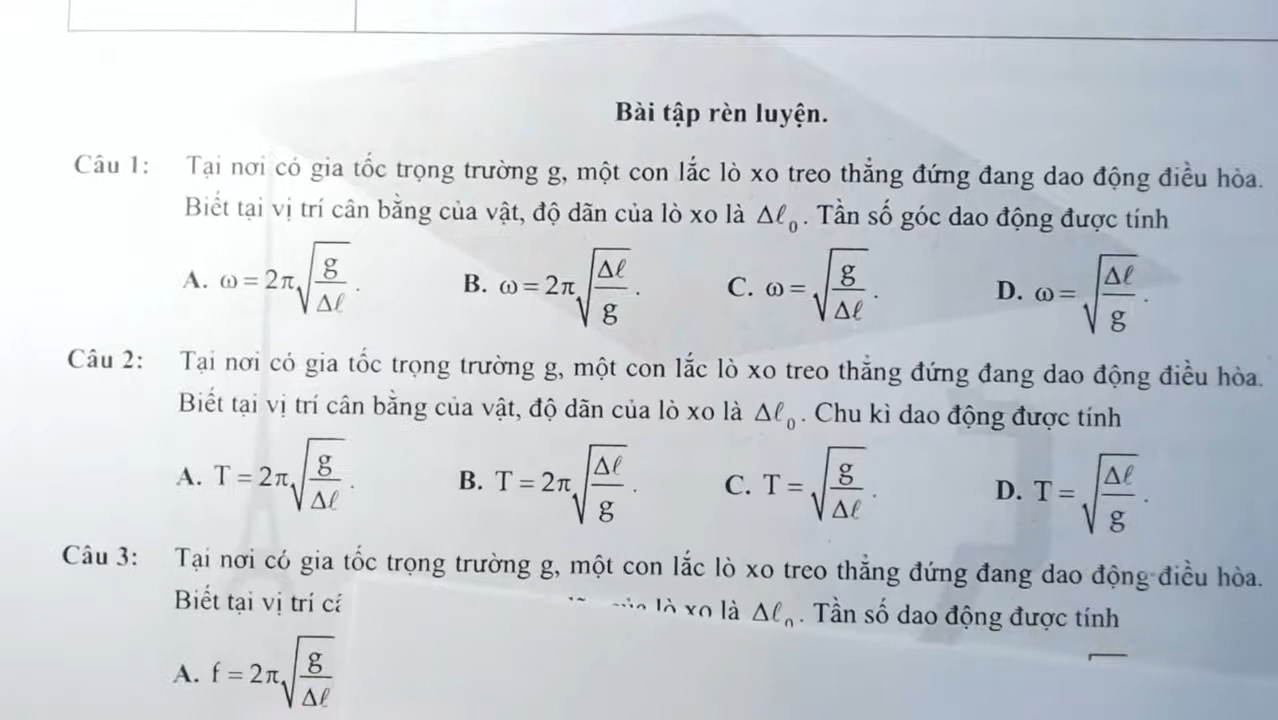 Bài tập rèn luyện.
Câu 1: Tại nơi có gia tốc trọng trường g, một con lắc lò xo treo thẳng đứng đang dao động điều hòa.
Biết tại vị trí cân bằng của vật, độ dãn của lò xo là Δℓ₀. Tần số góc dao động được tính
A. ω = 2π√(g/Δℓ). B. ω = 2π√(Δℓ/g). C. ω = √(g/Δℓ). D. ω = √(Δℓ/g).
Câu 2: Tại nơi có gia tốc trọng trường g, một con lắc lò xo treo thẳng đứng đang dao động điều hòa.
Biết tại vị trí cân bằng của vật, độ dãn của lò xo là Δℓ₀. Chu kì dao động được tính
A. T = 2π√(g/Δℓ). B. T = 2π√(Δℓ/g). C. T = √(g/Δℓ). D. T = √(Δℓ/g).
Câu 3: Tại nơi có gia tốc trọng trường g, một con lắc lò xo treo thẳng đứng đang dao động điều hòa.
Biết tại vị trí lò xo là Δℓ₀. Tần số dao động được tính
A. f = 2π√(g/Δℓ)